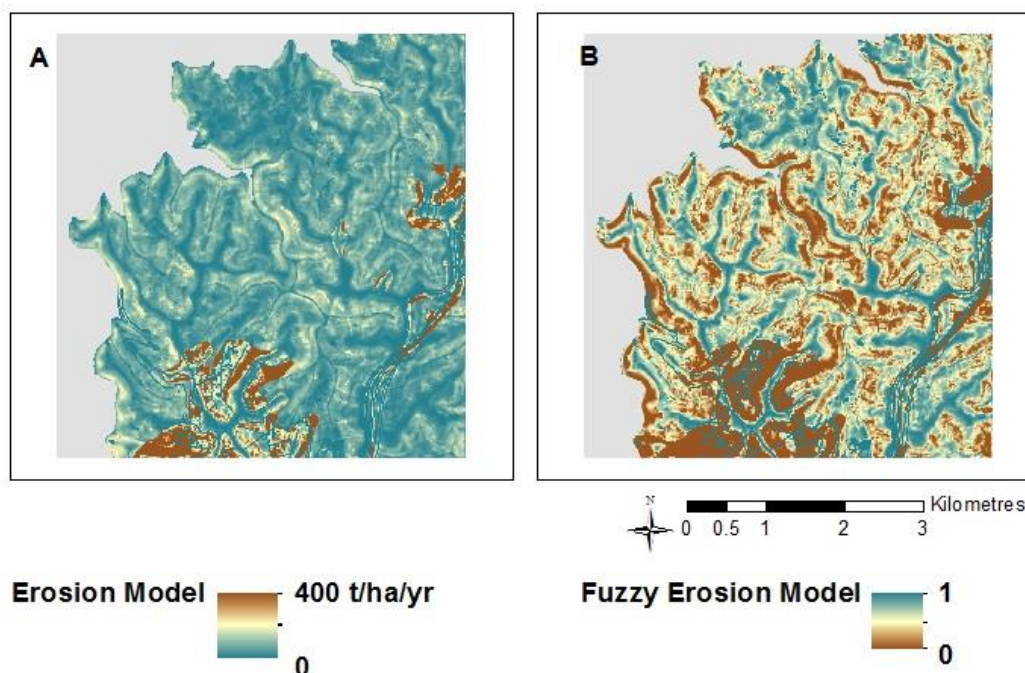 A
B
N
Kilometres
0 0.5 1 2 3
Erosion Model
400 t/ha/yr
0
Fuzzy Erosion Model
1
0